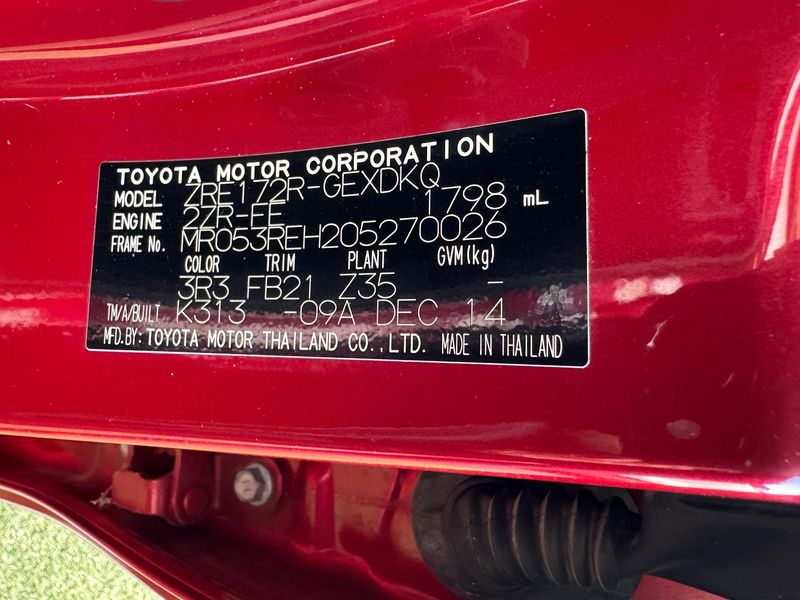 TOYOTA MOTOR CORPORATION
MODEL ZRE172R-GEXDKQ
ENGINE 2ZR-FE 1798 mL
FRAME No. MR053REH205270026
COLOR TRIM PLANT GVM(kg)
3R3 FB21 Z35 -
TM/A/BUILT K313 -09A DEC 14
MFD.BY: TOYOTA MOTOR THAILAND CO.,LTD. MADE IN THAILAND